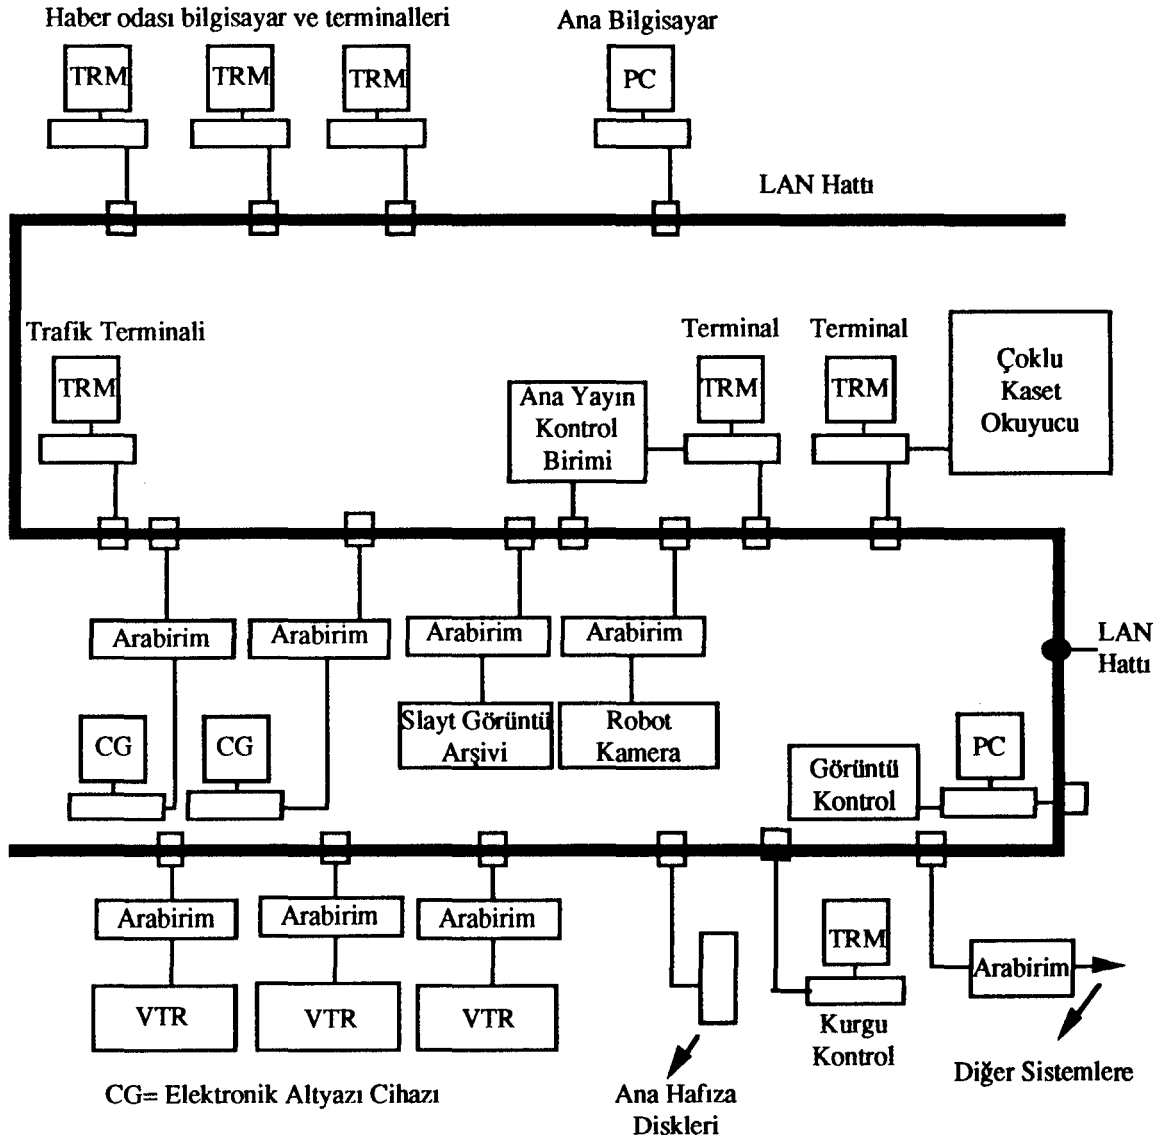 Haber odası bilgisayar ve terminalleri
Ana Bilgisayar
TRM
TRM
TRM
PC
LAN Hattı
Trafik Terminali
Terminal
Terminal
TRM
Ana Yayın
Kontrol
Birimi
TRM
TRM
Çoklu
Kaset
Okuyucu
Arabirim
Arabirim
Arabirim
Arabirim
LAN
Hattı
CG
CG
Slayt Görüntü
Arşivi
Robot
Kamera
Görüntü
Kontrol
PC
Arabirim
Arabirim
Arabirim
VTR
VTR
VTR
TRM
Kurgu
Kontrol
Arabirim
Diğer Sistemlere
CG= Elektronik Altyazı Cihazı
Ana Hafıza
Diskleri